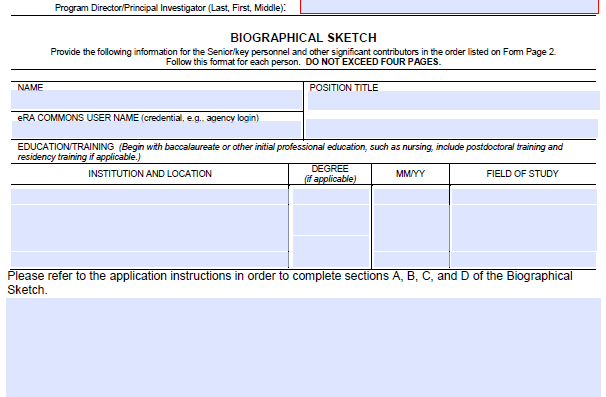 Program Director/Principal Investigator (Last, First, Middle):
BIOGRAPHICAL SKETCH
Provide the following information for the Senior/key personnel and other significant contributors in the order listed on Form Page 2.
Follow this format for each person. DO NOT EXCEED FOUR PAGES.
NAME
POSITION TITLE
eRA COMMONS USER NAME (credential, e.g., agency login)
EDUCATION/TRAINING (Begin with baccalaureate or other initial professional education, such as nursing, include postdoctoral training and
residency training if applicable.)
INSTITUTION AND LOCATION
DEGREE
(if applicable)
MM/YY
FIELD OF STUDY
Please refer to the application instructions in order to complete sections A, B, C, and D of the Biographical
Sketch.